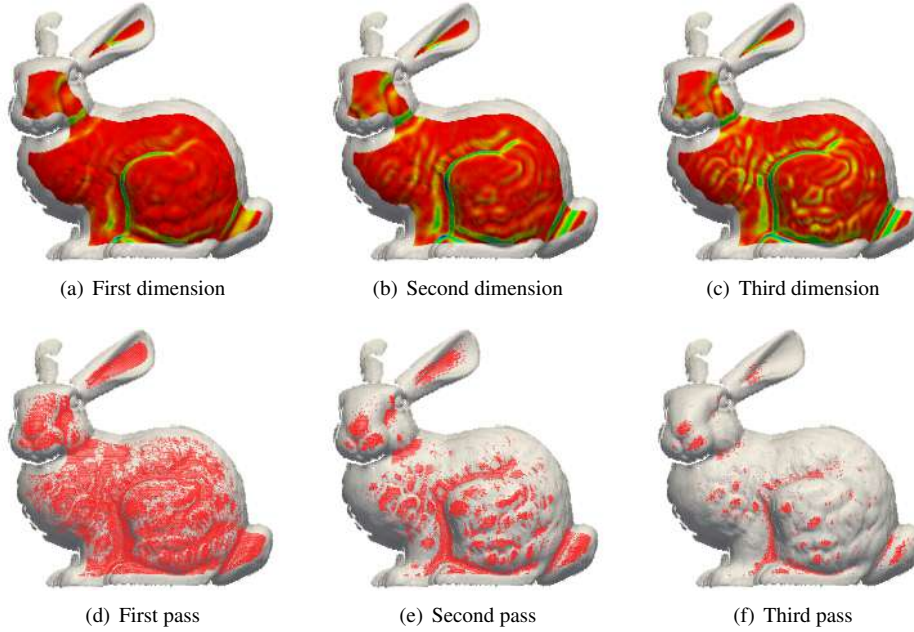 (a) First dimension
(b) Second dimension
(c) Third dimension
(d) First pass
(e) Second pass
(f) Third pass